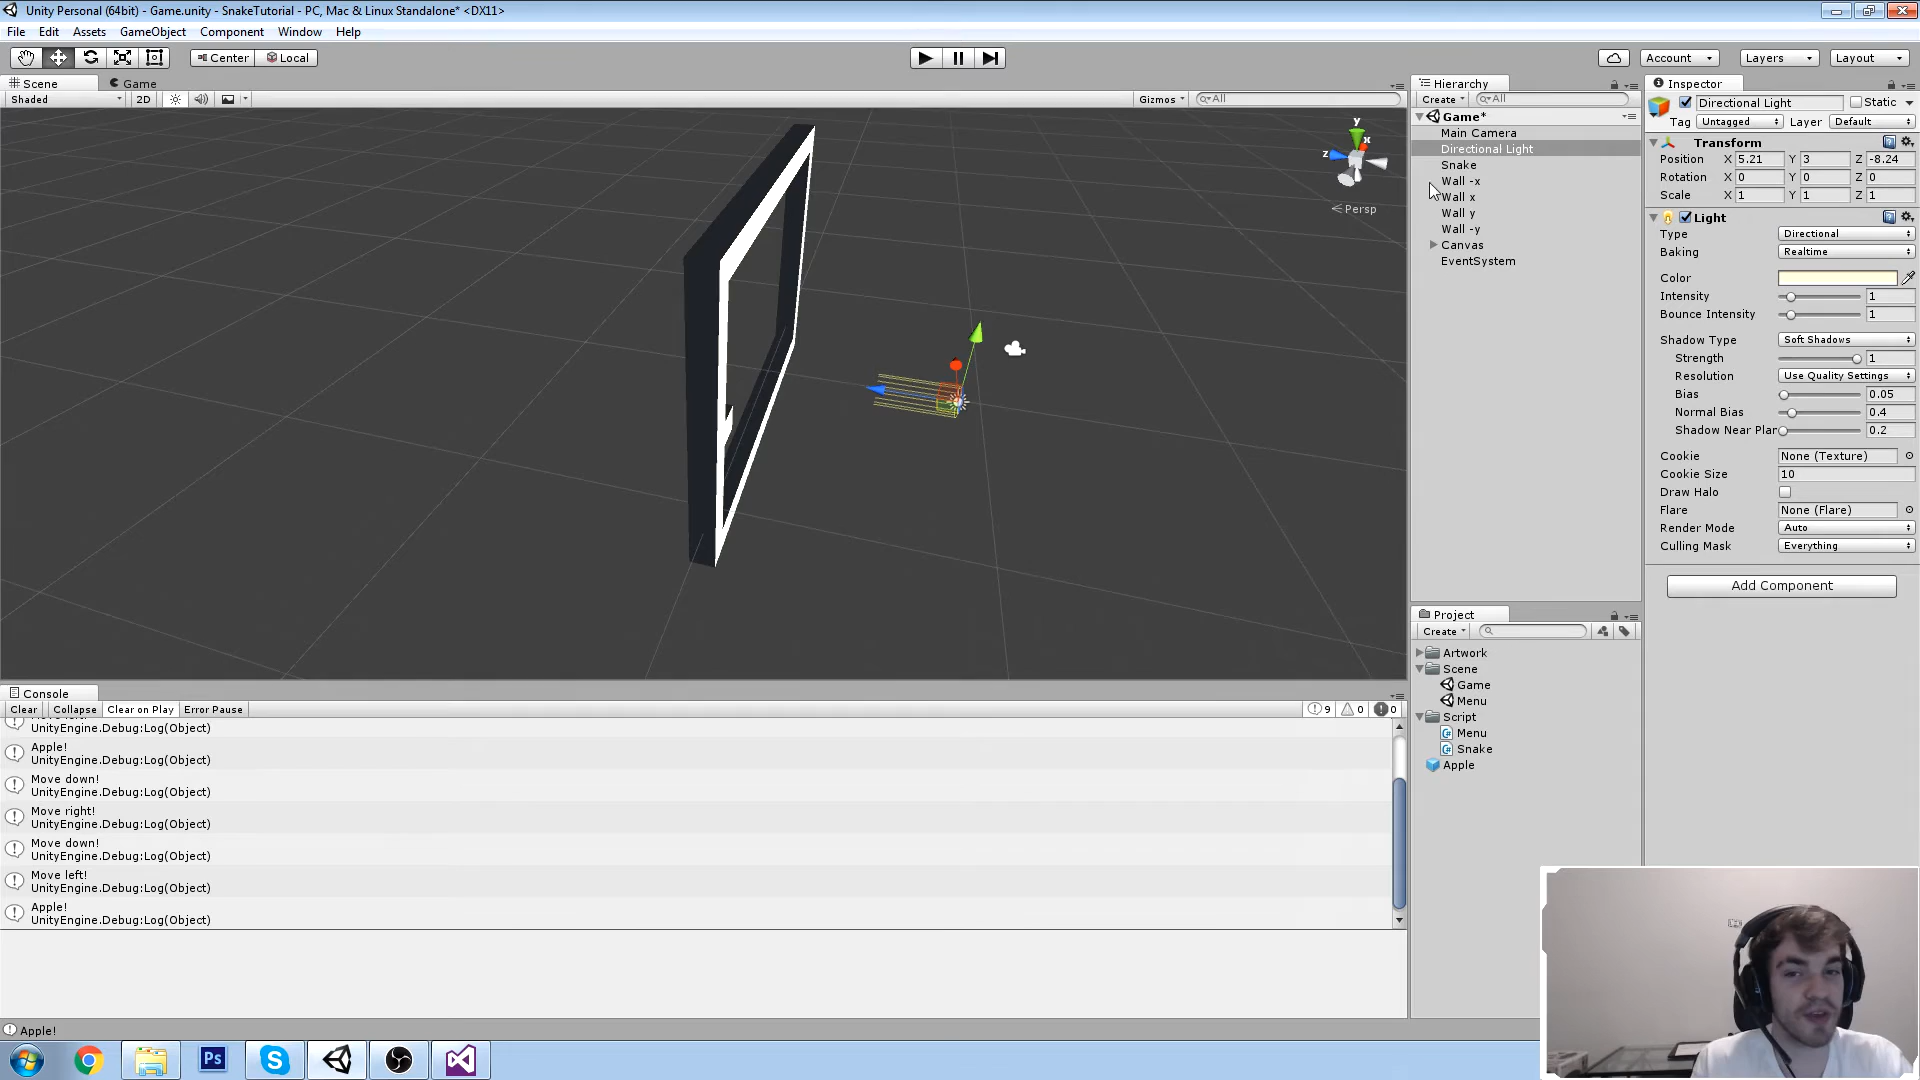 Unity Personal (64bit) - Game.unity - SnakeTutorial - PC, Mac & Linux Standalone* <DX11>
File Edit Assets GameObject Component Window Help
Center Local Account Layers Layout
Scene Game
Shaded 2D Gizmos All
y
x
z
Persp
Hierarchy
Create All
Game*
Main Camera
Directional Light
Snake
Wall -x
Wall x
Wall y
Wall -y
Canvas
EventSystem
Project
Create
Artwork
Scene
Game
Menu
Script
Menu
Snake
Apple
Inspector
Directional Light Static
Tag Untagged Layer Default
Transform
Position X 5.21 Y 3 Z -8.24
Rotation X 0 Y 0 Z 0
Scale X 1 Y 1 Z 1
Light
Type Directional
Baking Realtime
Color
Intensity 1
Bounce Intensity 1
Shadow Type Soft Shadows
Strength 1
Resolution Use Quality Settings
Bias 0.05
Normal Bias 0.4
Shadow Near Plar 0.2
Cookie None (Texture)
Cookie Size 10
Draw Halo
Flare None (Flare)
Render Mode Auto
Culling Mask Everything
Add Component
Console
Clear Collapse Clear on Play Error Pause 9 0 0
UnityEngine.Debug:Log(Object)
Apple!
UnityEngine.Debug:Log(Object)
Move down!
UnityEngine.Debug:Log(Object)
Move right!
UnityEngine.Debug:Log(Object)
Move down!
UnityEngine.Debug:Log(Object)
Move left!
UnityEngine.Debug:Log(Object)
Apple!
UnityEngine.Debug:Log(Object)
Apple!
Ps